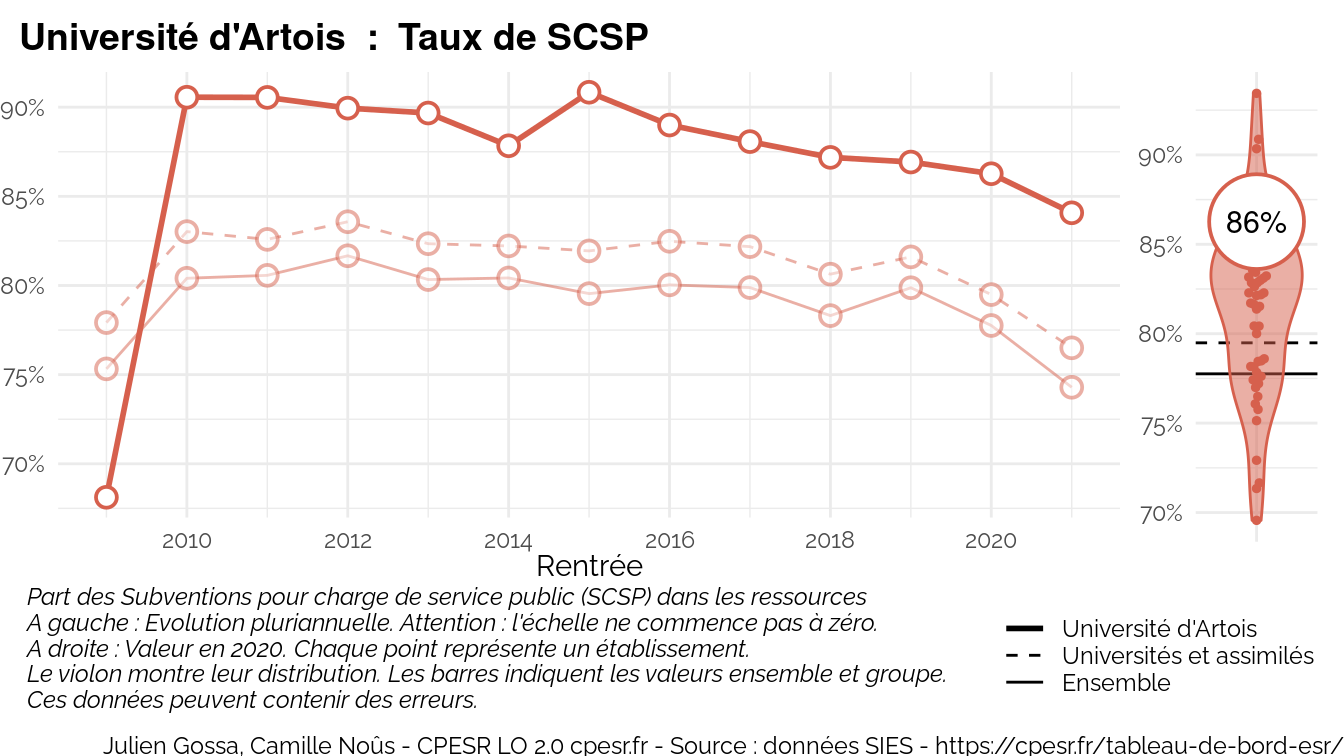 Université d'Artois : Taux de SCSP
90%
85%
80%
75%
70%
2010 2012 2014 2016 2018 2020
Rentrée
90%
85%
80%
75%
70%
86%
Part des Subventions pour charge de service public (SCSP) dans les ressources
A gauche : Evolution pluriannuelle. Attention : l'échelle ne commence pas à zéro.
A droite : Valeur en 2020. Chaque point représente un établissement.
Le violon montre leur distribution. Les barres indiquent les valeurs ensemble et groupe.
Ces données peuvent contenir des erreurs.
Université d'Artois
Universités et assimilés
Ensemble
Julien Gossa, Camille Noûs - CPESR LO 2.0 cpesr.fr - Source : données SIES - https://cpesr.fr/tableau-de-bord-esr/